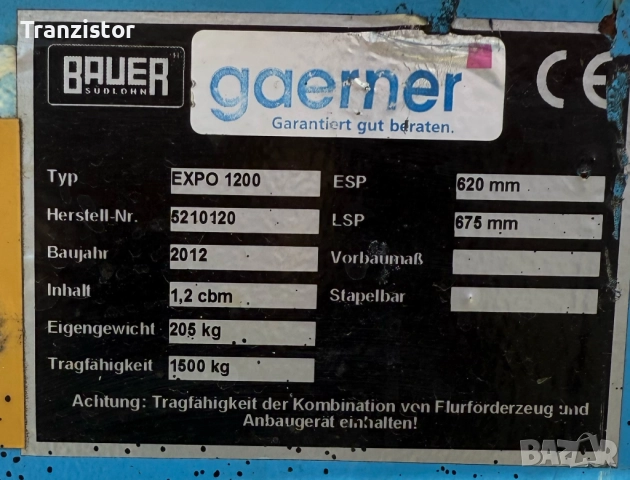 Tranzistor
BAUER
SÜDLOHN
gaerner
Garantiert gut beraten.
CE
Typ EXPO 1200 ESP 620 mm
Herstell-Nr. 5210120 LSP 675 mm
Baujahr 2012 Vorbaumaß
Inhalt 1,2 cbm Stapelbar
Eigengewicht 205 kg
Tragfähigkeit 1500 kg
Achtung: Tragfähigkeit der Kombination von Flurförderzeug und
Anbaugerät einhalten!
BAZAR